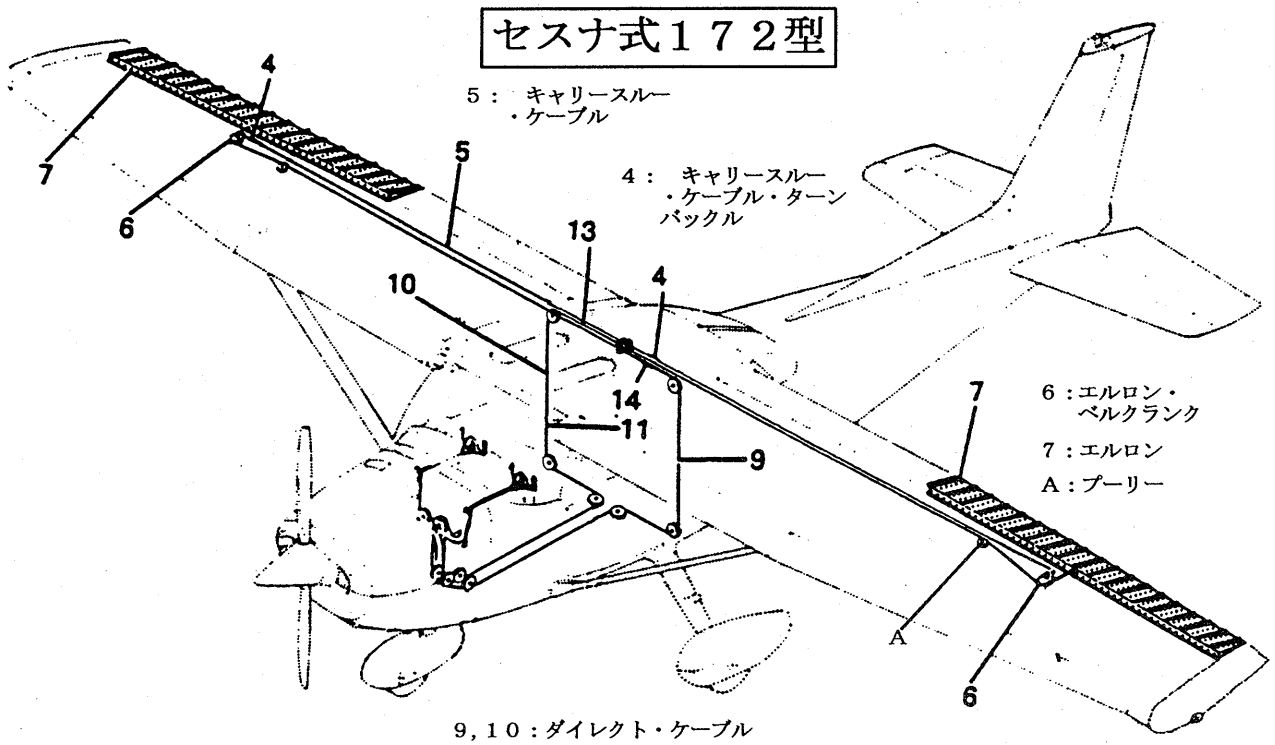 セスナ式１７２型
5： キャリースルー
・ケーブル
4： キャリースルー
・ケーブル・ターン
バックル
4
7
6
5
13
10
4
14
11
9
7
6：エルロン・
ベルクランク
7：エルロン
A：プーリー
A
6
9,10：ダイレクト・ケーブル